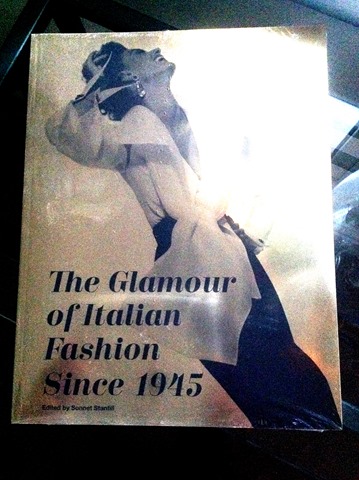 The Glamour
of Italian
Fashion
Since 1945
Edited by Sonnet Stanfill